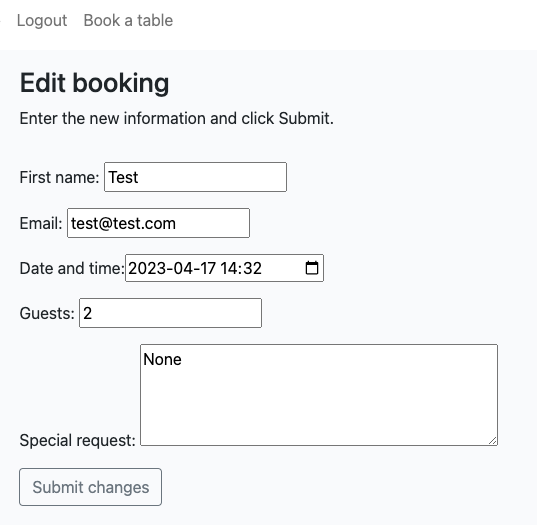 Logout Book a table
Edit booking
Enter the new information and click Submit.
First name: Test
Email: test@test.com
Date and time: 2023-04-17 14:32
Guests: 2
None
Special request:
Submit changes